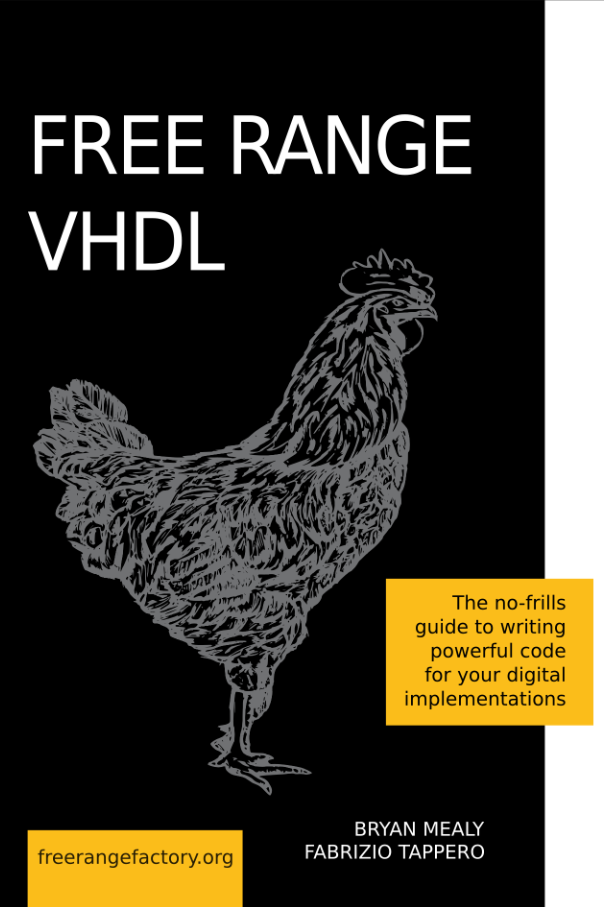 FREE RANGE
VHDL
The no-frills
guide to writing
powerful code
for your digital
implementations
BRYAN MEALY
FABRIZIO TAPPERO
freerangefactory.org